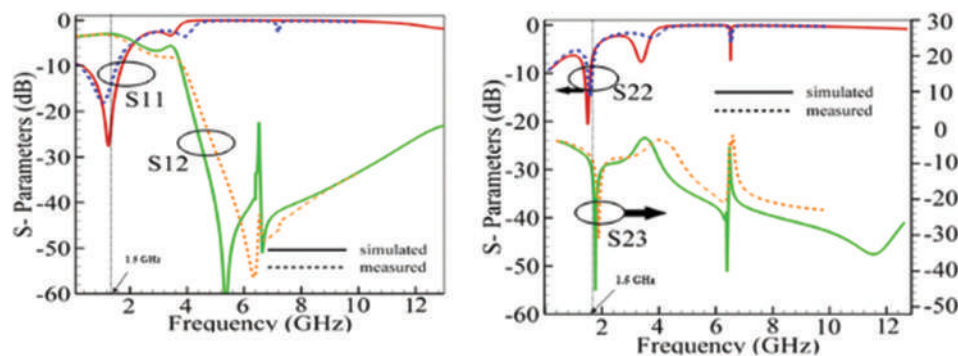 0
-10
-20
-30
-40
-50
-60
S- Parameters (dB)
S11
S12
simulated
measured
1.5 GHz
0 2 4 6 8 10 12
Frequency (GHz)
0
-10
-20
-30
-40
-50
-60
S- Parameters (dB)
S22
S23
simulated
measured
1.5 GHz
2 4 6 8 10 12
Frequency (GHz)
30
20
10
0
-10
-20
-30
-40
-50